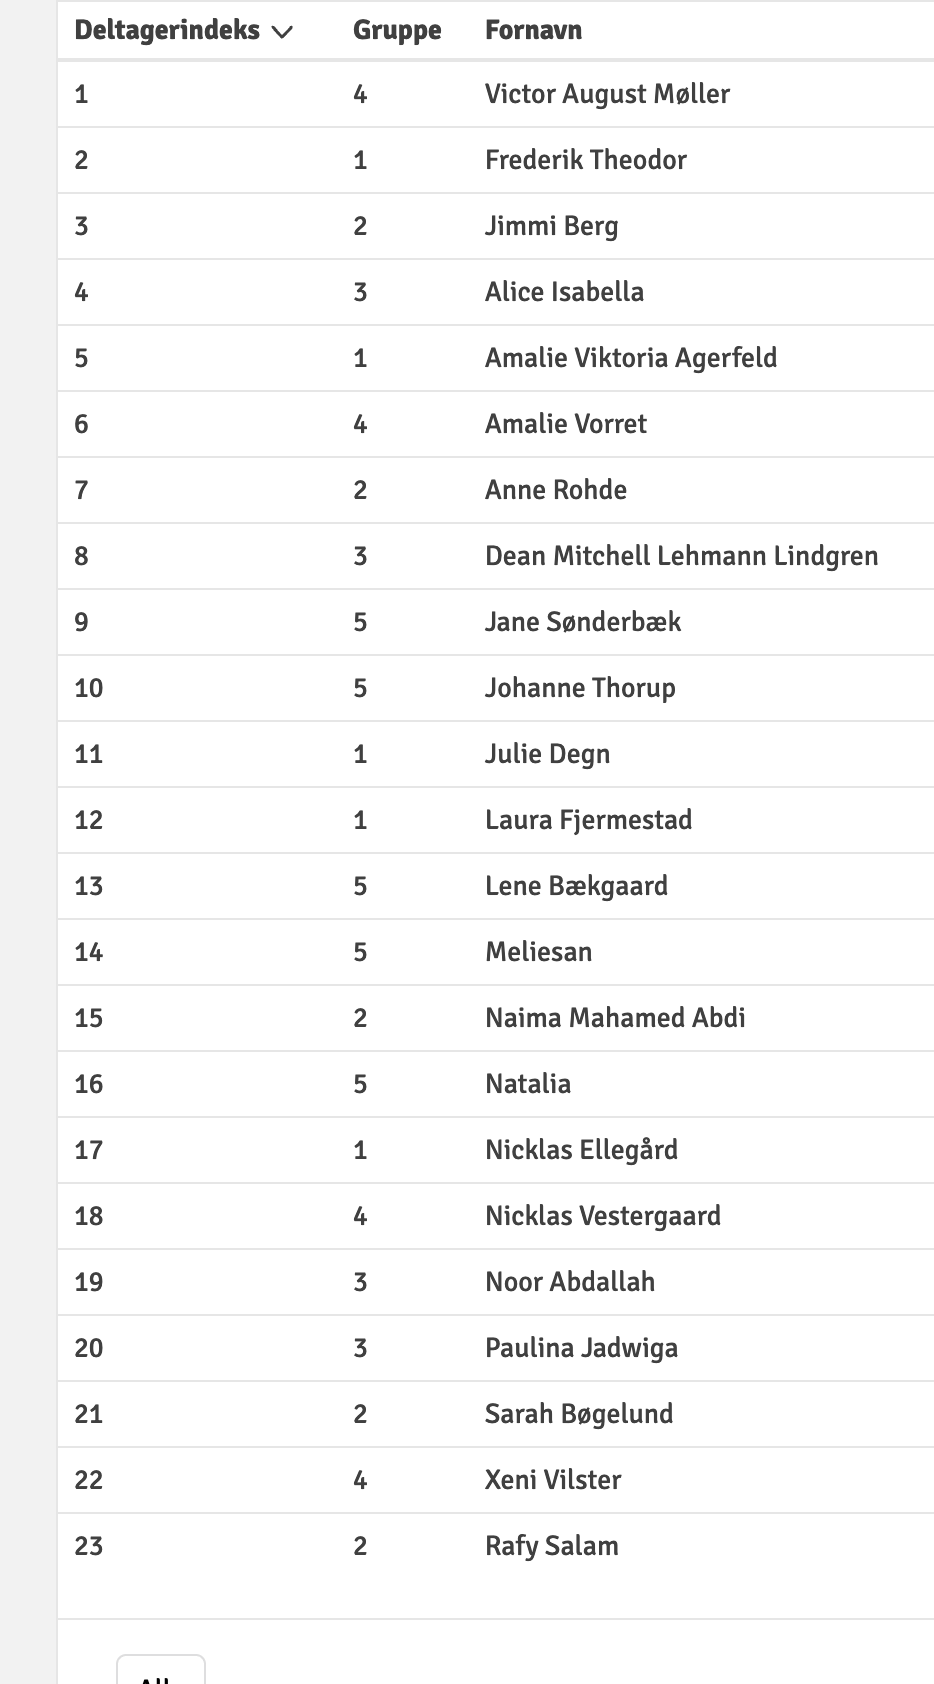 Deltagerindeks Gruppe Fornavn
1 4 Victor August Møller
2 1 Frederik Theodor
3 2 Jimmi Berg
4 3 Alice Isabella
5 1 Amalie Viktoria Agerfeld
6 4 Amalie Vorret
7 2 Anne Rohde
8 3 Dean Mitchell Lehmann Lindgren
9 5 Jane Sønderbæk
10 5 Johanne Thorup
11 1 Julie Degn
12 1 Laura Fjermestad
13 5 Lene Bækgaard
14 5 Meliesan
15 2 Naima Mahamed Abdi
16 5 Natalia
17 1 Nicklas Ellegård
18 4 Nicklas Vestergaard
19 3 Noor Abdallah
20 3 Paulina Jadwiga
21 2 Sarah Bøgelund
22 4 Xeni Vilster
23 2 Rafy Salam